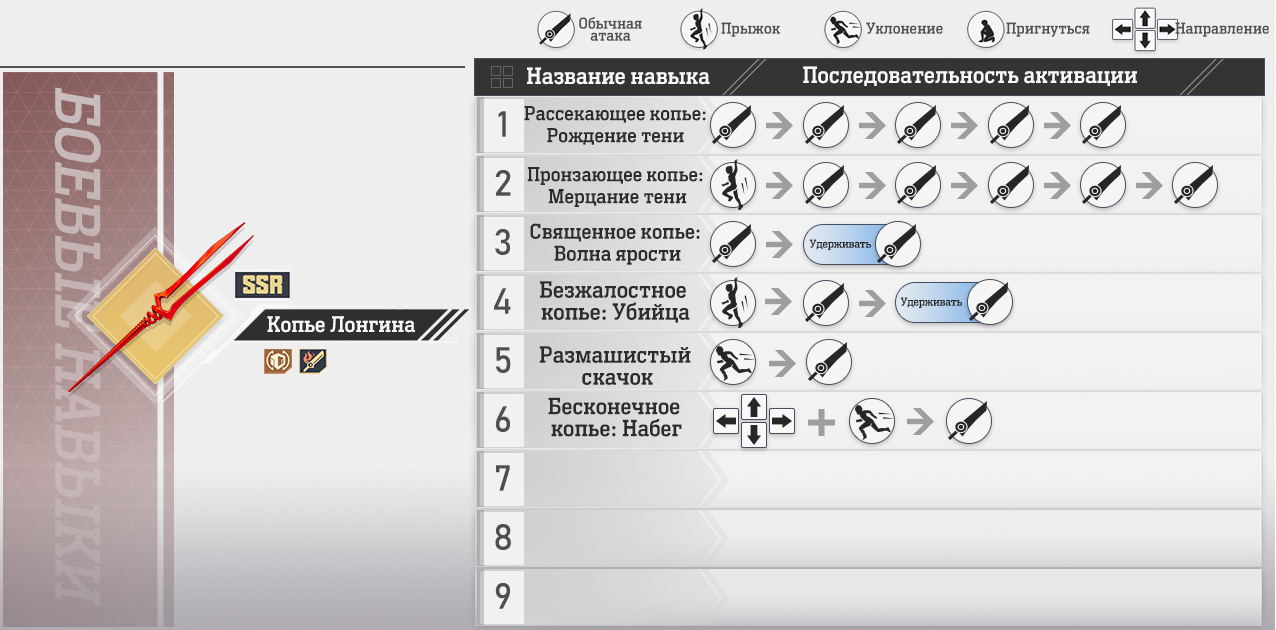 Обычная
атака
Прыжок
Уклонение
Пригнуться
Направление
Название навыка
Последовательность активации
БОЕВЫЕ НАВЫКИ
SSR
Копье Лонгина
1
Рассекающее копье:
Рождение тени
2
Пронзающее копье:
Мерцание тени
3
Священное копье:
Волна ярости
Удерживать
4
Безжалостное
копье: Убийца
Удерживать
5
Размашистый
скачок
6
Бесконечное
копье: Набег
7
8
9